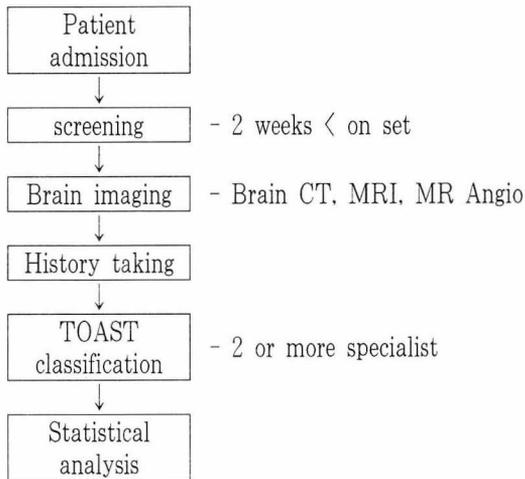 Patient
admission
screening - 2 weeks < on set
Brain imaging - Brain CT, MRI, MR Angio
History taking
TOAST
classification - 2 or more specialist
Statistical
analysis